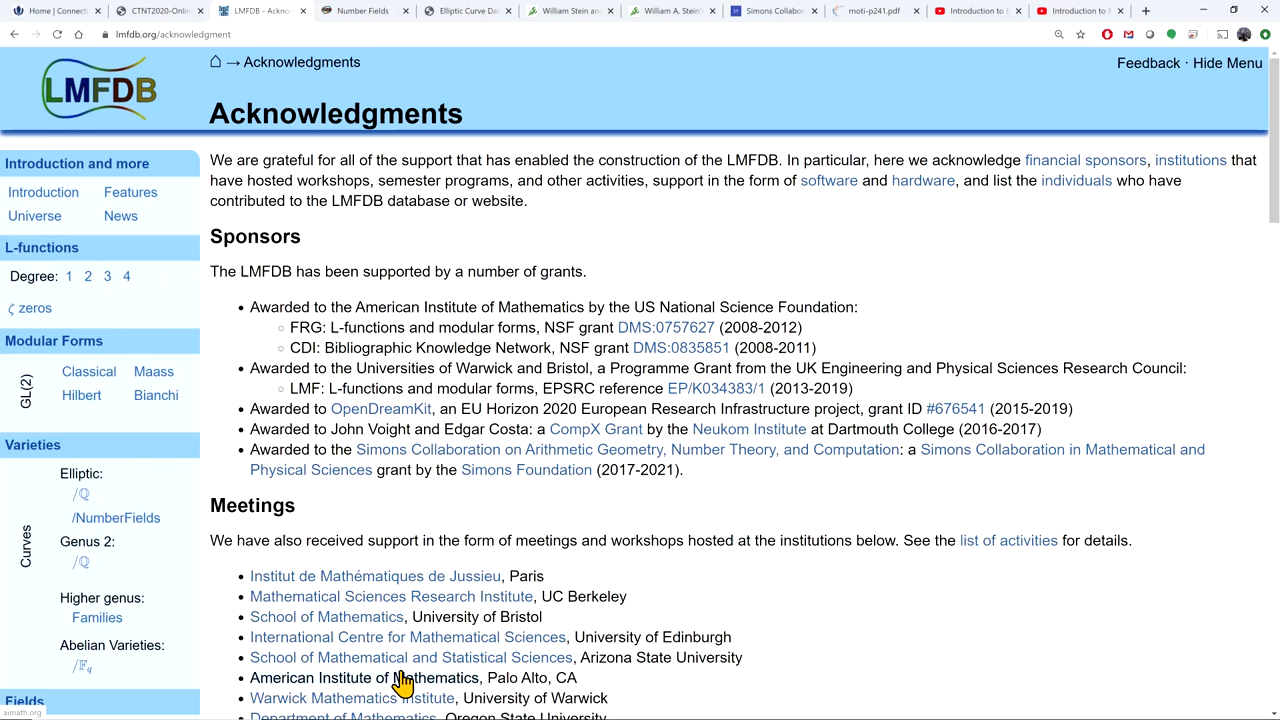 Home | Connecti
CTNT2020-Onlin
LMFDB - Ackno
Number Fields
Elliptic Curve Dat
William Stein and
William A. Stein'
Simons Collabor
moti-p241.pdf
Introduction to
Introduction to
lmfdb.org/acknowledgment
LMFDB
→ Acknowledgments
Feedback · Hide Menu
Acknowledgments
Introduction and more
Introduction Features
Universe News
L-functions
Degree: 1 2 3 4
ζ zeros
Modular Forms
GL(2)
Classical Maass
Hilbert Bianchi
Varieties
Curves
Elliptic:
/ℚ
/NumberFields
Genus 2:
/ℚ
Higher genus:
Families
Abelian Varieties:
/𝔽q
Fields
We are grateful for all of the support that has enabled the construction of the LMFDB. In particular, here we acknowledge financial sponsors, institutions that
have hosted workshops, semester programs, and other activities, support in the form of software and hardware, and list the individuals who have
contributed to the LMFDB database or website.
Sponsors
The LMFDB has been supported by a number of grants.
• Awarded to the American Institute of Mathematics by the US National Science Foundation:
○ FRG: L-functions and modular forms, NSF grant DMS:0757627 (2008-2012)
○ CDI: Bibliographic Knowledge Network, NSF grant DMS:0835851 (2008-2011)
• Awarded to the Universities of Warwick and Bristol, a Programme Grant from the UK Engineering and Physical Sciences Research Council:
○ LMF: L-functions and modular forms, EPSRC reference EP/K034383/1 (2013-2019)
• Awarded to OpenDreamKit, an EU Horizon 2020 European Research Infrastructure project, grant ID #676541 (2015-2019)
• Awarded to John Voight and Edgar Costa: a CompX Grant by the Neukom Institute at Dartmouth College (2016-2017)
• Awarded to the Simons Collaboration on Arithmetic Geometry, Number Theory, and Computation: a Simons Collaboration in Mathematical and
Physical Sciences grant by the Simons Foundation (2017-2021).
Meetings
We have also received support in the form of meetings and workshops hosted at the institutions below. See the list of activities for details.
• Institut de Mathématiques de Jussieu, Paris
• Mathematical Sciences Research Institute, UC Berkeley
• School of Mathematics, University of Bristol
• International Centre for Mathematical Sciences, University of Edinburgh
• School of Mathematical and Statistical Sciences, Arizona State University
• American Institute of Mathematics, Palo Alto, CA
• Warwick Mathematics Institute, University of Warwick
• Department of Mathematics, Oregon State University
aimath.org